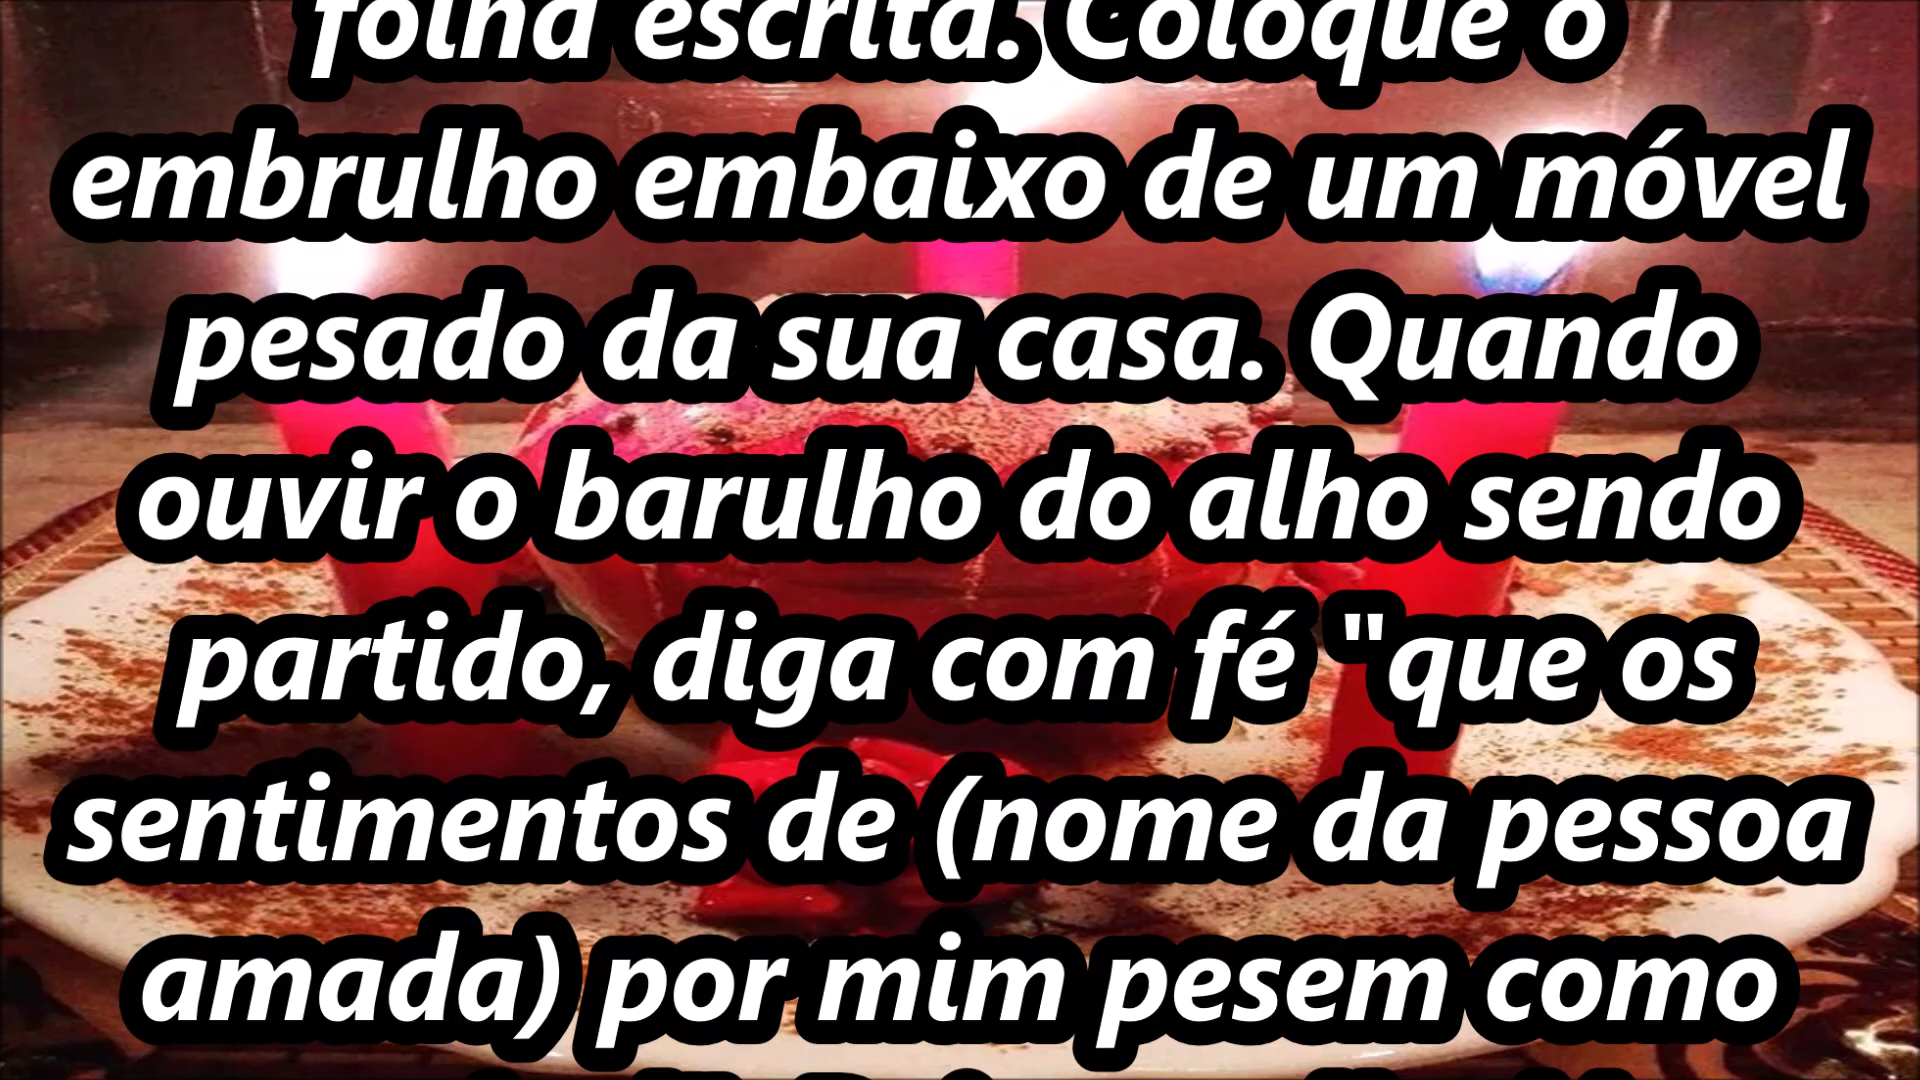 folha escrita. Coloque o
embrulho embaixo de um móvel
pesado da sua casa. Quando
ouvir o barulho do alho sendo
partido, diga com fé "que os
sentimentos de (nome da pessoa
amada) por mim pesem como